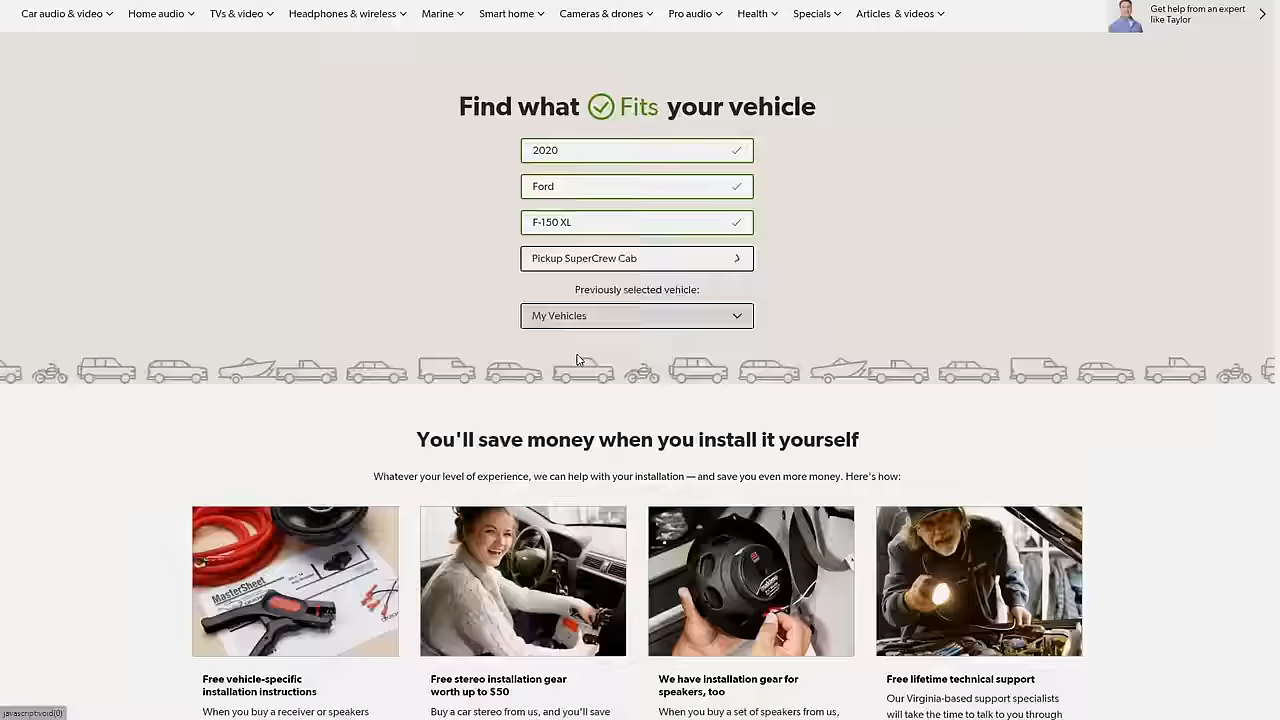 Car audio & video
Home audio
TVs & video
Headphones & wireless
Marine
Smart home
Cameras & drones
Pro audio
Health
Specials
Articles & videos
Get help from an expert
like Taylor
Find what Fits your vehicle
2020
Ford
F-150 XL
Pickup SuperCrew Cab
Previously selected vehicle:
My Vehicles
You'll save money when you install it yourself
Whatever your level of experience, we can help with your installation — and save you even more money. Here's how:
MasterSheet
Free vehicle-specific
installation instructions
When you buy a receiver or speakers
Free stereo installation gear
worth up to $50
Buy a car stereo from us, and you'll save
We have installation gear for
speakers, too
When you buy a set of speakers from us,
Free lifetime technical support
Our Virginia-based support specialists
will take the time to talk to you through
javascript:void(0)